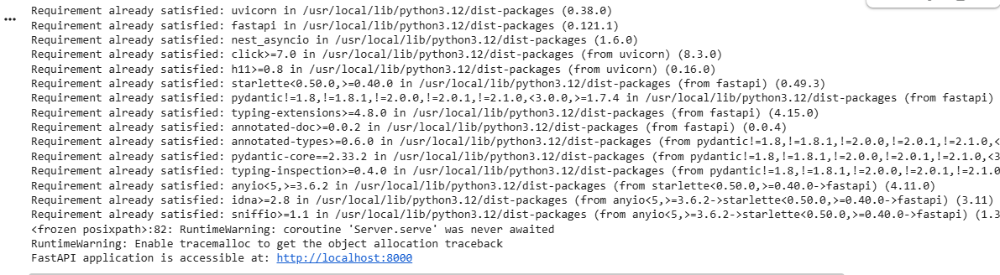 Requirement already satisfied: uvicorn in /usr/local/lib/python3.12/dist-packages (0.38.0)
Requirement already satisfied: fastapi in /usr/local/lib/python3.12/dist-packages (0.121.1)
Requirement already satisfied: nest_asyncio in /usr/local/lib/python3.12/dist-packages (1.6.0)
Requirement already satisfied: click>=7.0 in /usr/local/lib/python3.12/dist-packages (from uvicorn) (8.3.0)
Requirement already satisfied: h11>=0.8 in /usr/local/lib/python3.12/dist-packages (from uvicorn) (0.16.0)
Requirement already satisfied: starlette<0.50.0,>=0.40.0 in /usr/local/lib/python3.12/dist-packages (from fastapi) (0.49.3)
Requirement already satisfied: pydantic!=1.8,!=1.8.1,!=2.0.0,!=2.0.1,!=2.1.0,<3.0.0,>=1.7.4 in /usr/local/lib/python3.12/dist-packages (from fastapi)
Requirement already satisfied: typing-extensions>=4.8.0 in /usr/local/lib/python3.12/dist-packages (from fastapi) (4.15.0)
Requirement already satisfied: annotated-doc>=0.0.2 in /usr/local/lib/python3.12/dist-packages (from fastapi) (0.0.4)
Requirement already satisfied: annotated-types>=0.6.0 in /usr/local/lib/python3.12/dist-packages (from pydantic!=1.8,!=1.8.1,!=2.0.0,!=2.0.1,!=2.1.0,<
Requirement already satisfied: pydantic-core==2.33.2 in /usr/local/lib/python3.12/dist-packages (from pydantic!=1.8,!=1.8.1,!=2.0.0,!=2.0.1,!=2.1.0,<3
Requirement already satisfied: typing-inspection>=0.4.0 in /usr/local/lib/python3.12/dist-packages (from pydantic!=1.8,!=1.8.1,!=2.0.0,!=2.0.1,!=2.1.0
Requirement already satisfied: anyio<5,>=3.6.2 in /usr/local/lib/python3.12/dist-packages (from starlette<0.50.0,>=0.40.0->fastapi) (4.11.0)
Requirement already satisfied: idna>=2.8 in /usr/local/lib/python3.12/dist-packages (from anyio<5,>=3.6.2->starlette<0.50.0,>=0.40.0->fastapi) (3.11)
Requirement already satisfied: sniffio>=1.1 in /usr/local/lib/python3.12/dist-packages (from anyio<5,>=3.6.2->starlette<0.50.0,>=0.40.0->fastapi) (1.3
<frozen posixpath>:82: RuntimeWarning: coroutine 'Server.serve' was never awaited
RuntimeWarning: Enable tracemalloc to get the object allocation traceback
FastAPI application is accessible at: http://localhost:8000